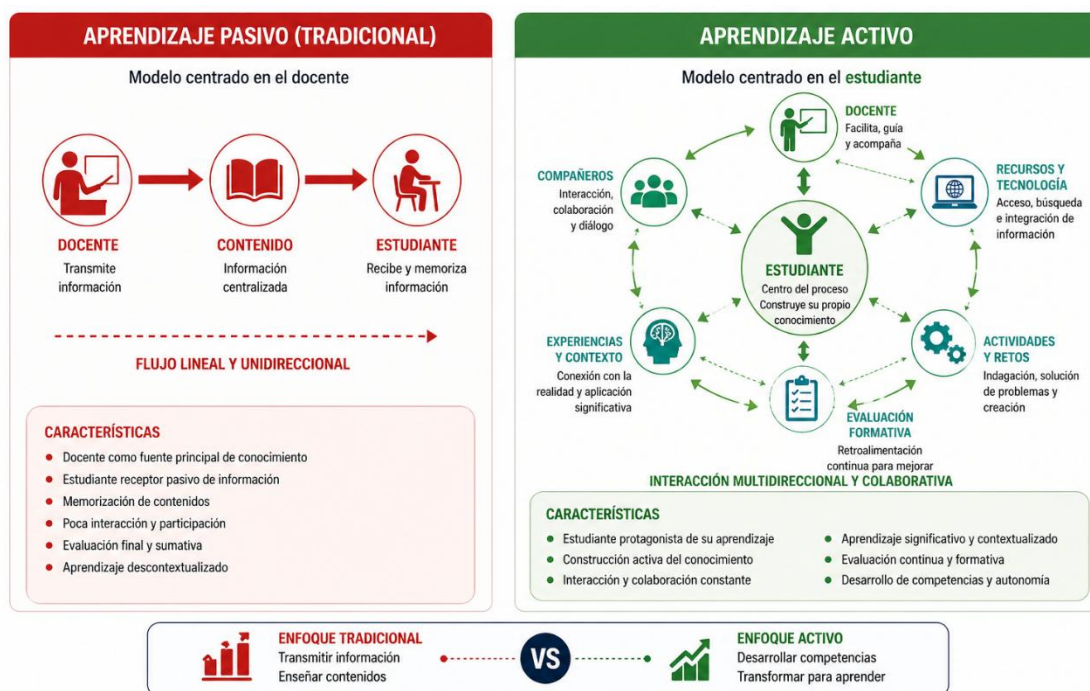 APRENDIZAJE PASIVO (TRADICIONAL)
Modelo centrado en el docente
DOCENTE
Transmite
información
CONTENIDO
Información
centralizada
ESTUDIANTE
Recibe y memoriza
información
FLUJO LINEAL Y UNIDIRECCIONAL
CARACTERÍSTICAS
Docente como fuente principal de conocimiento
Estudiante receptor pasivo de información
Memorización de contenidos
Poca interacción y participación
Evaluación final y sumativa
Aprendizaje descontextualizado
APRENDIZAJE ACTIVO
Modelo centrado en el estudiante
DOCENTE
Facilita, guía
y acompaña
COMPAÑEROS
Interacción,
colaboración
y diálogo
RECURSOS Y
TECNOLOGÍA
Acceso, búsqueda
e integración de
información
ESTUDIANTE
Centro del proceso
Construye su propio
conocimiento
EXPERIENCIAS
Y CONTEXTO
Conexión con la
realidad y aplicación
significativa
ACTIVIDADES
Y RETOS
Indagación, solución
de problemas y
creación
EVALUACIÓN
FORMATIVA
Retroalimentación
continua para mejorar
INTERACCIÓN MULTIDIRECCIONAL Y COLABORATIVA
CARACTERÍSTICAS
Estudiante protagonista de su aprendizaje
Construcción activa del conocimiento
Interacción y colaboración constante
Aprendizaje significativo y contextualizado
Evaluación continua y formativa
Desarrollo de competencias y autonomía
ENFOQUE TRADICIONAL
Transmitir información
Enseñar contenidos
VS
ENFOQUE ACTIVO
Desarrollar competencias
Transformar para aprender